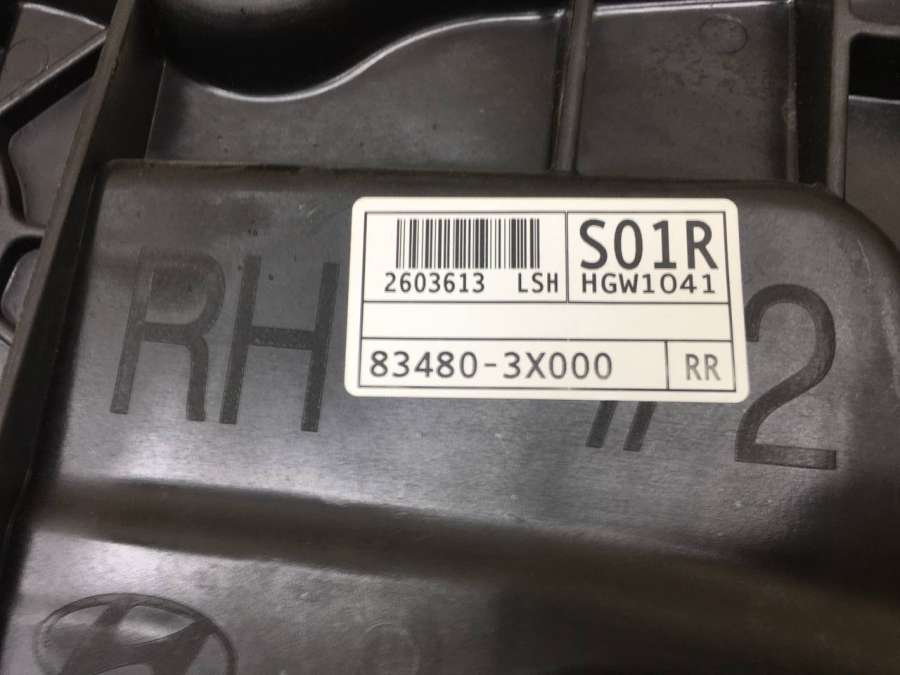 S01R
2603613 LSH HGW1041
83480-3X000 RR
RH #2